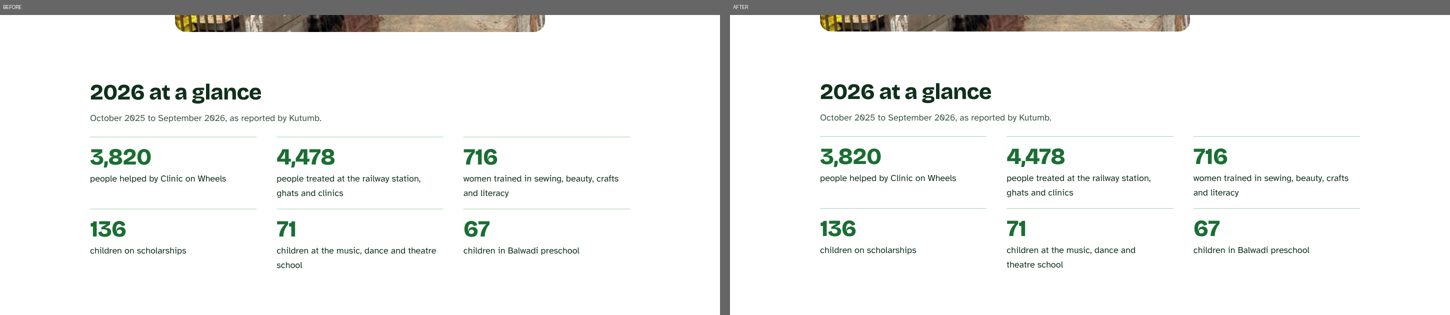 BEFORE
2026 at a glance
October 2025 to September 2026, as reported by Kutumb.
3,820
people helped by Clinic on Wheels
4,478
people treated at the railway station,
ghats and clinics
716
women trained in sewing, beauty, crafts
and literacy
136
children on scholarships
71
children at the music, dance and theatre
school
67
children in Balwadi preschool
AFTER
2026 at a glance
October 2025 to September 2026, as reported by Kutumb.
3,820
people helped by Clinic on Wheels
4,478
people treated at the railway station,
ghats and clinics
716
women trained in sewing, beauty, crafts
and literacy
136
children on scholarships
71
children at the music, dance and
theatre school
67
children in Balwadi preschool